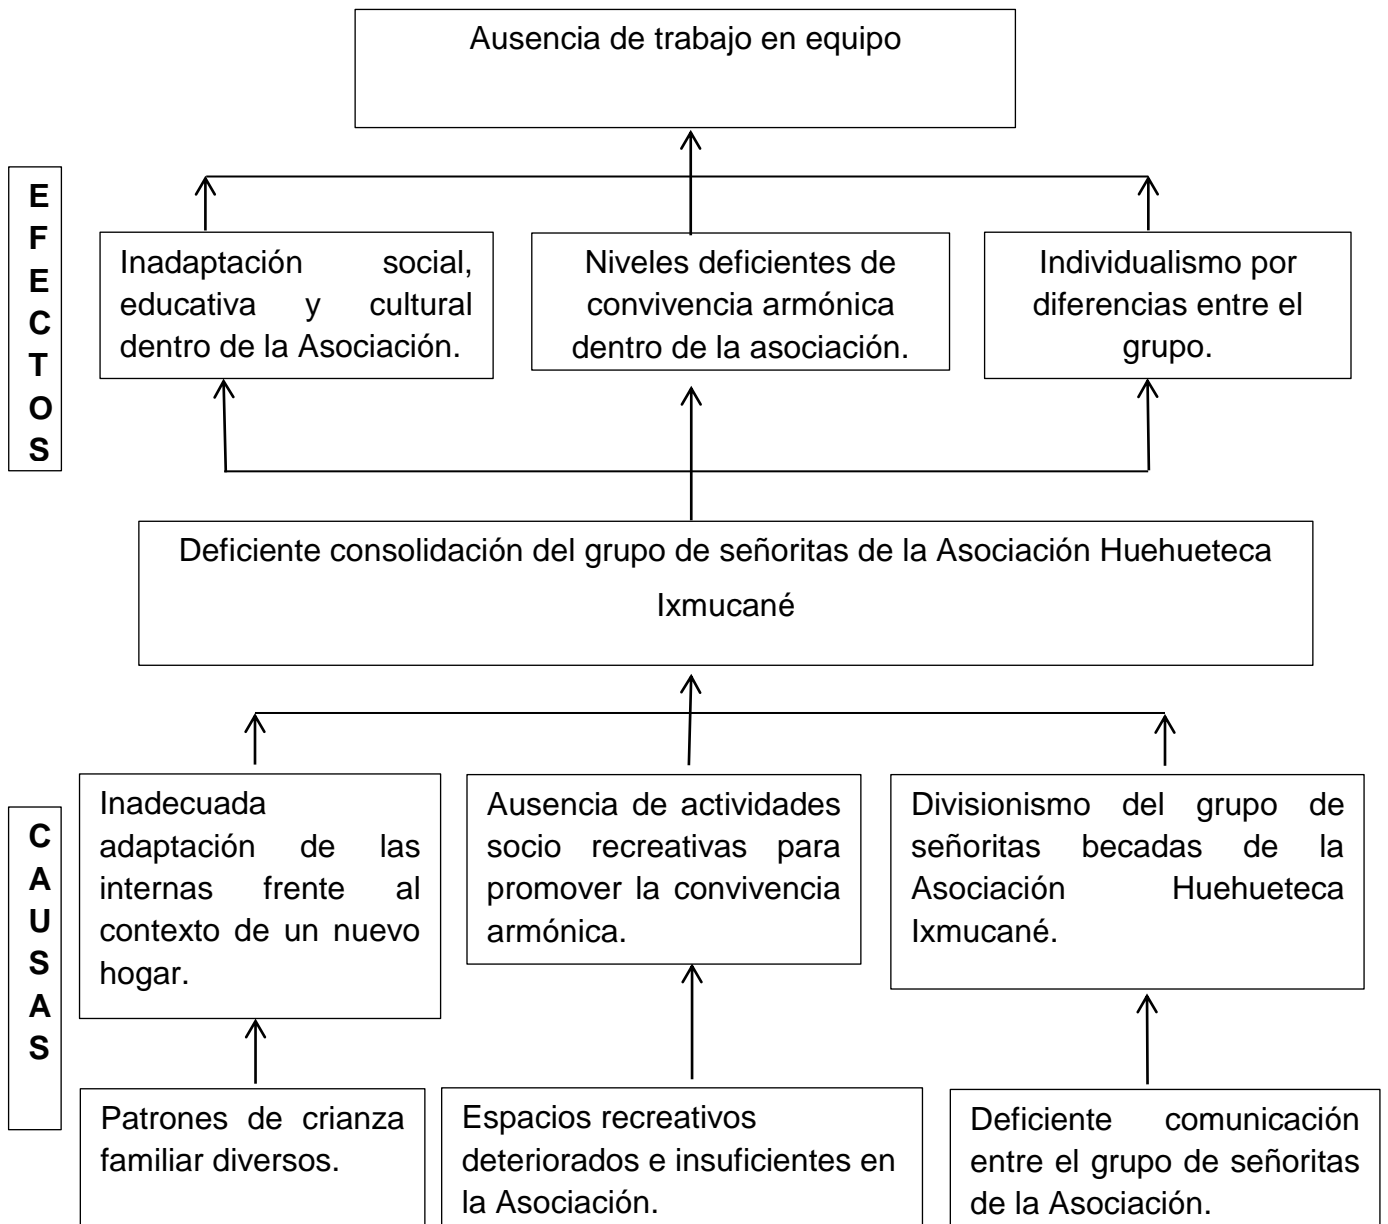 Ausencia de trabajo en equipo
E
F
E
C
T
O
S
Inadaptación social,
educativa y cultural
dentro de la Asociación.
Niveles deficientes de
convivencia armónica
dentro de la asociación.
Individualismo por
diferencias entre el
grupo.
Deficiente consolidación del grupo de señoritas de la Asociación Huehueteca
Ixmucané
C
A
U
S
A
S
Inadecuada
adaptación de las
internas frente al
contexto de un nuevo
hogar.
Ausencia de actividades
socio recreativas para
promover la convivencia
armónica.
Divisionismo del grupo de
señoritas becadas de la
Asociación Huehueteca
Ixmucané.
Patrones de crianza
familiar diversos.
Espacios recreativos
deteriorados e insuficientes en
la Asociación.
Deficiente comunicación
entre el grupo de señoritas
de la Asociación.